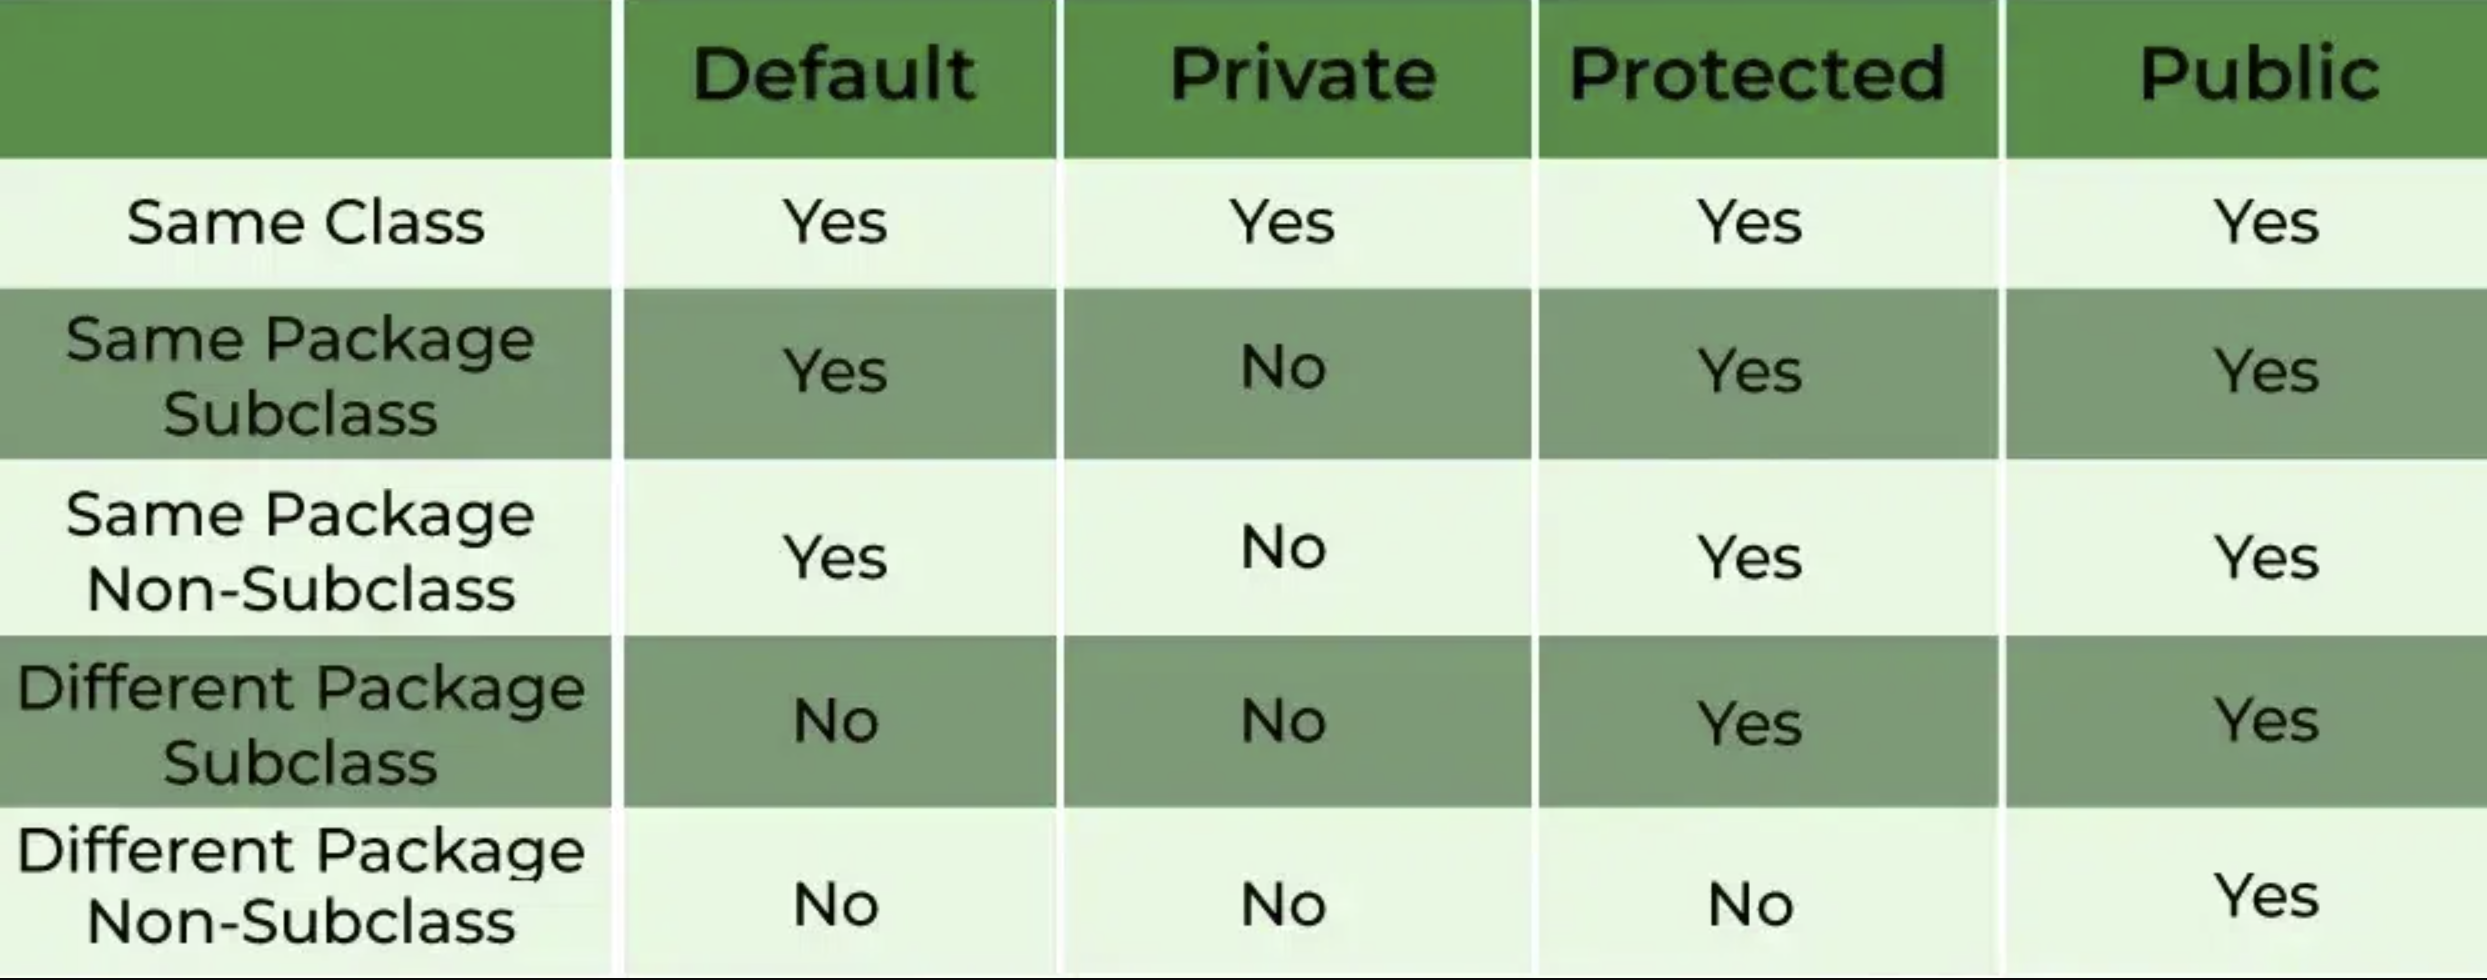 Default Private Protected Public
Same Class Yes Yes Yes Yes
Same Package
Subclass
Yes No Yes Yes
Same Package
Non-Subclass
Yes No Yes Yes
Different Package
Subclass
No No Yes Yes
Different Package
Non-Subclass
No No No Yes